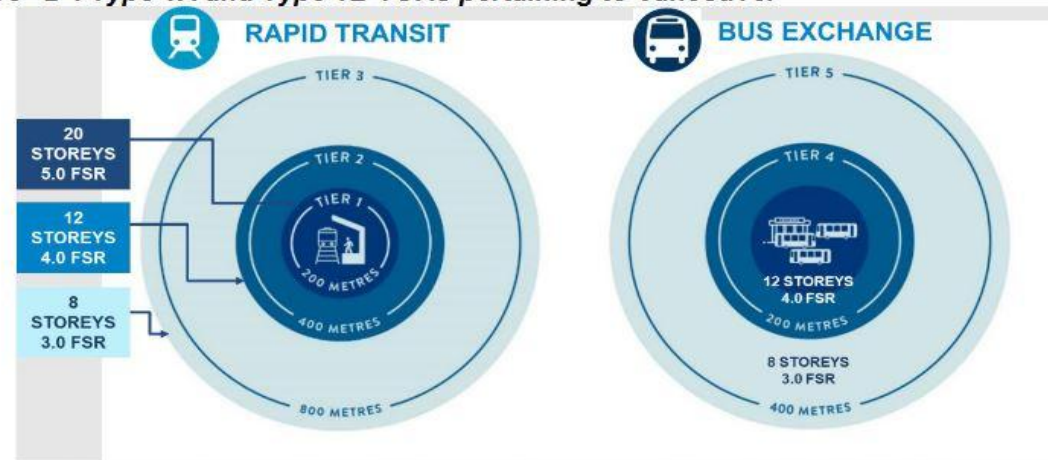 RAPID TRANSIT
TIER 3
TIER 2
TIER 1
200 METRES
400 METRES
800 METRES
20
STOREYS
5.0 FSR
12
STOREYS
4.0 FSR
8
STOREYS
3.0 FSR
BUS EXCHANGE
TIER 5
TIER 4
12 STOREYS
4.0 FSR
200 METRES
8 STOREYS
3.0 FSR
400 METRES